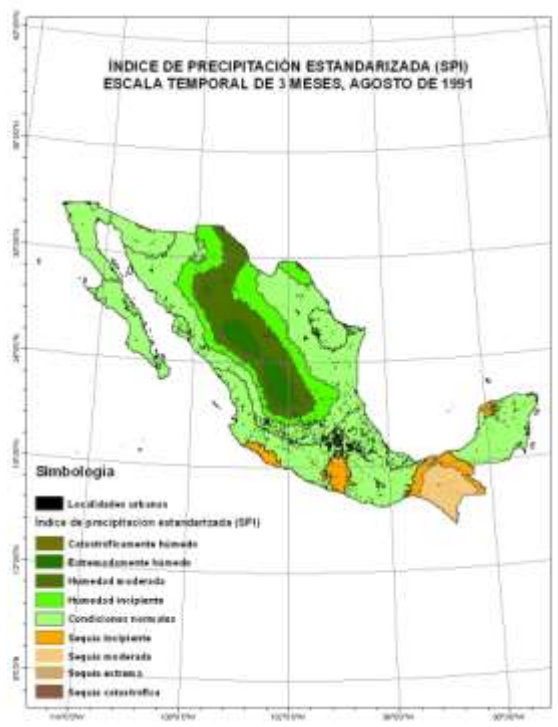 ÍNDICE DE PRECIPITACIÓN ESTANDARIZADA (SPI)
ESCALA TEMPORAL DE 3 MESES, AGOSTO DE 1991
Simbología
Localidades urbanas
Índice de precipitación estandarizada (SPI)
Catastróficamente húmedo
Extremadamente húmedo
Humedad moderada
Humedad incipiente
Condiciones normales
Sequía incipiente
Sequía moderada
Sequía extrema
Sequía catastrófica